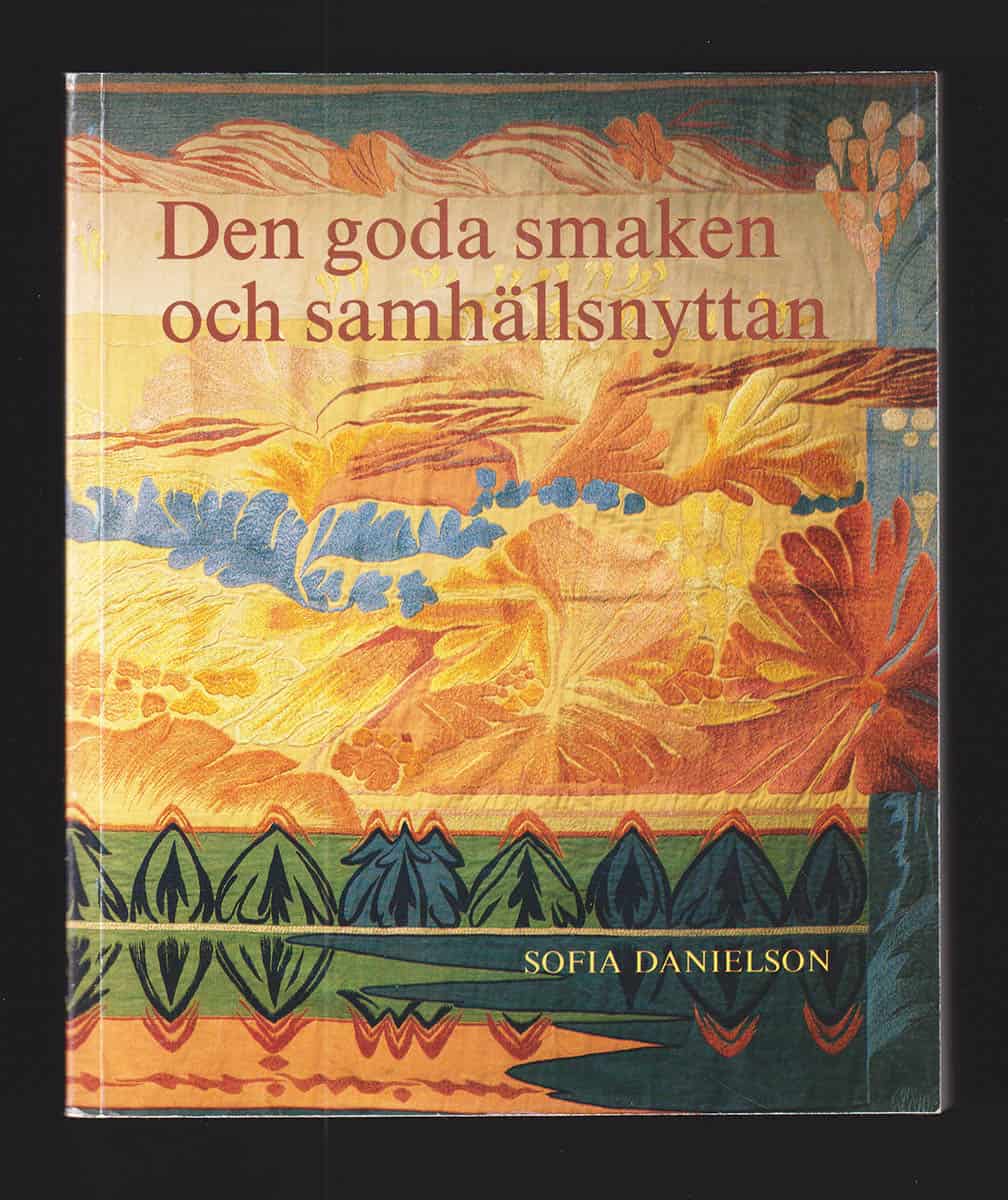 Den goda smaken
och samhällsnyttan
SOFIA DANIELSON